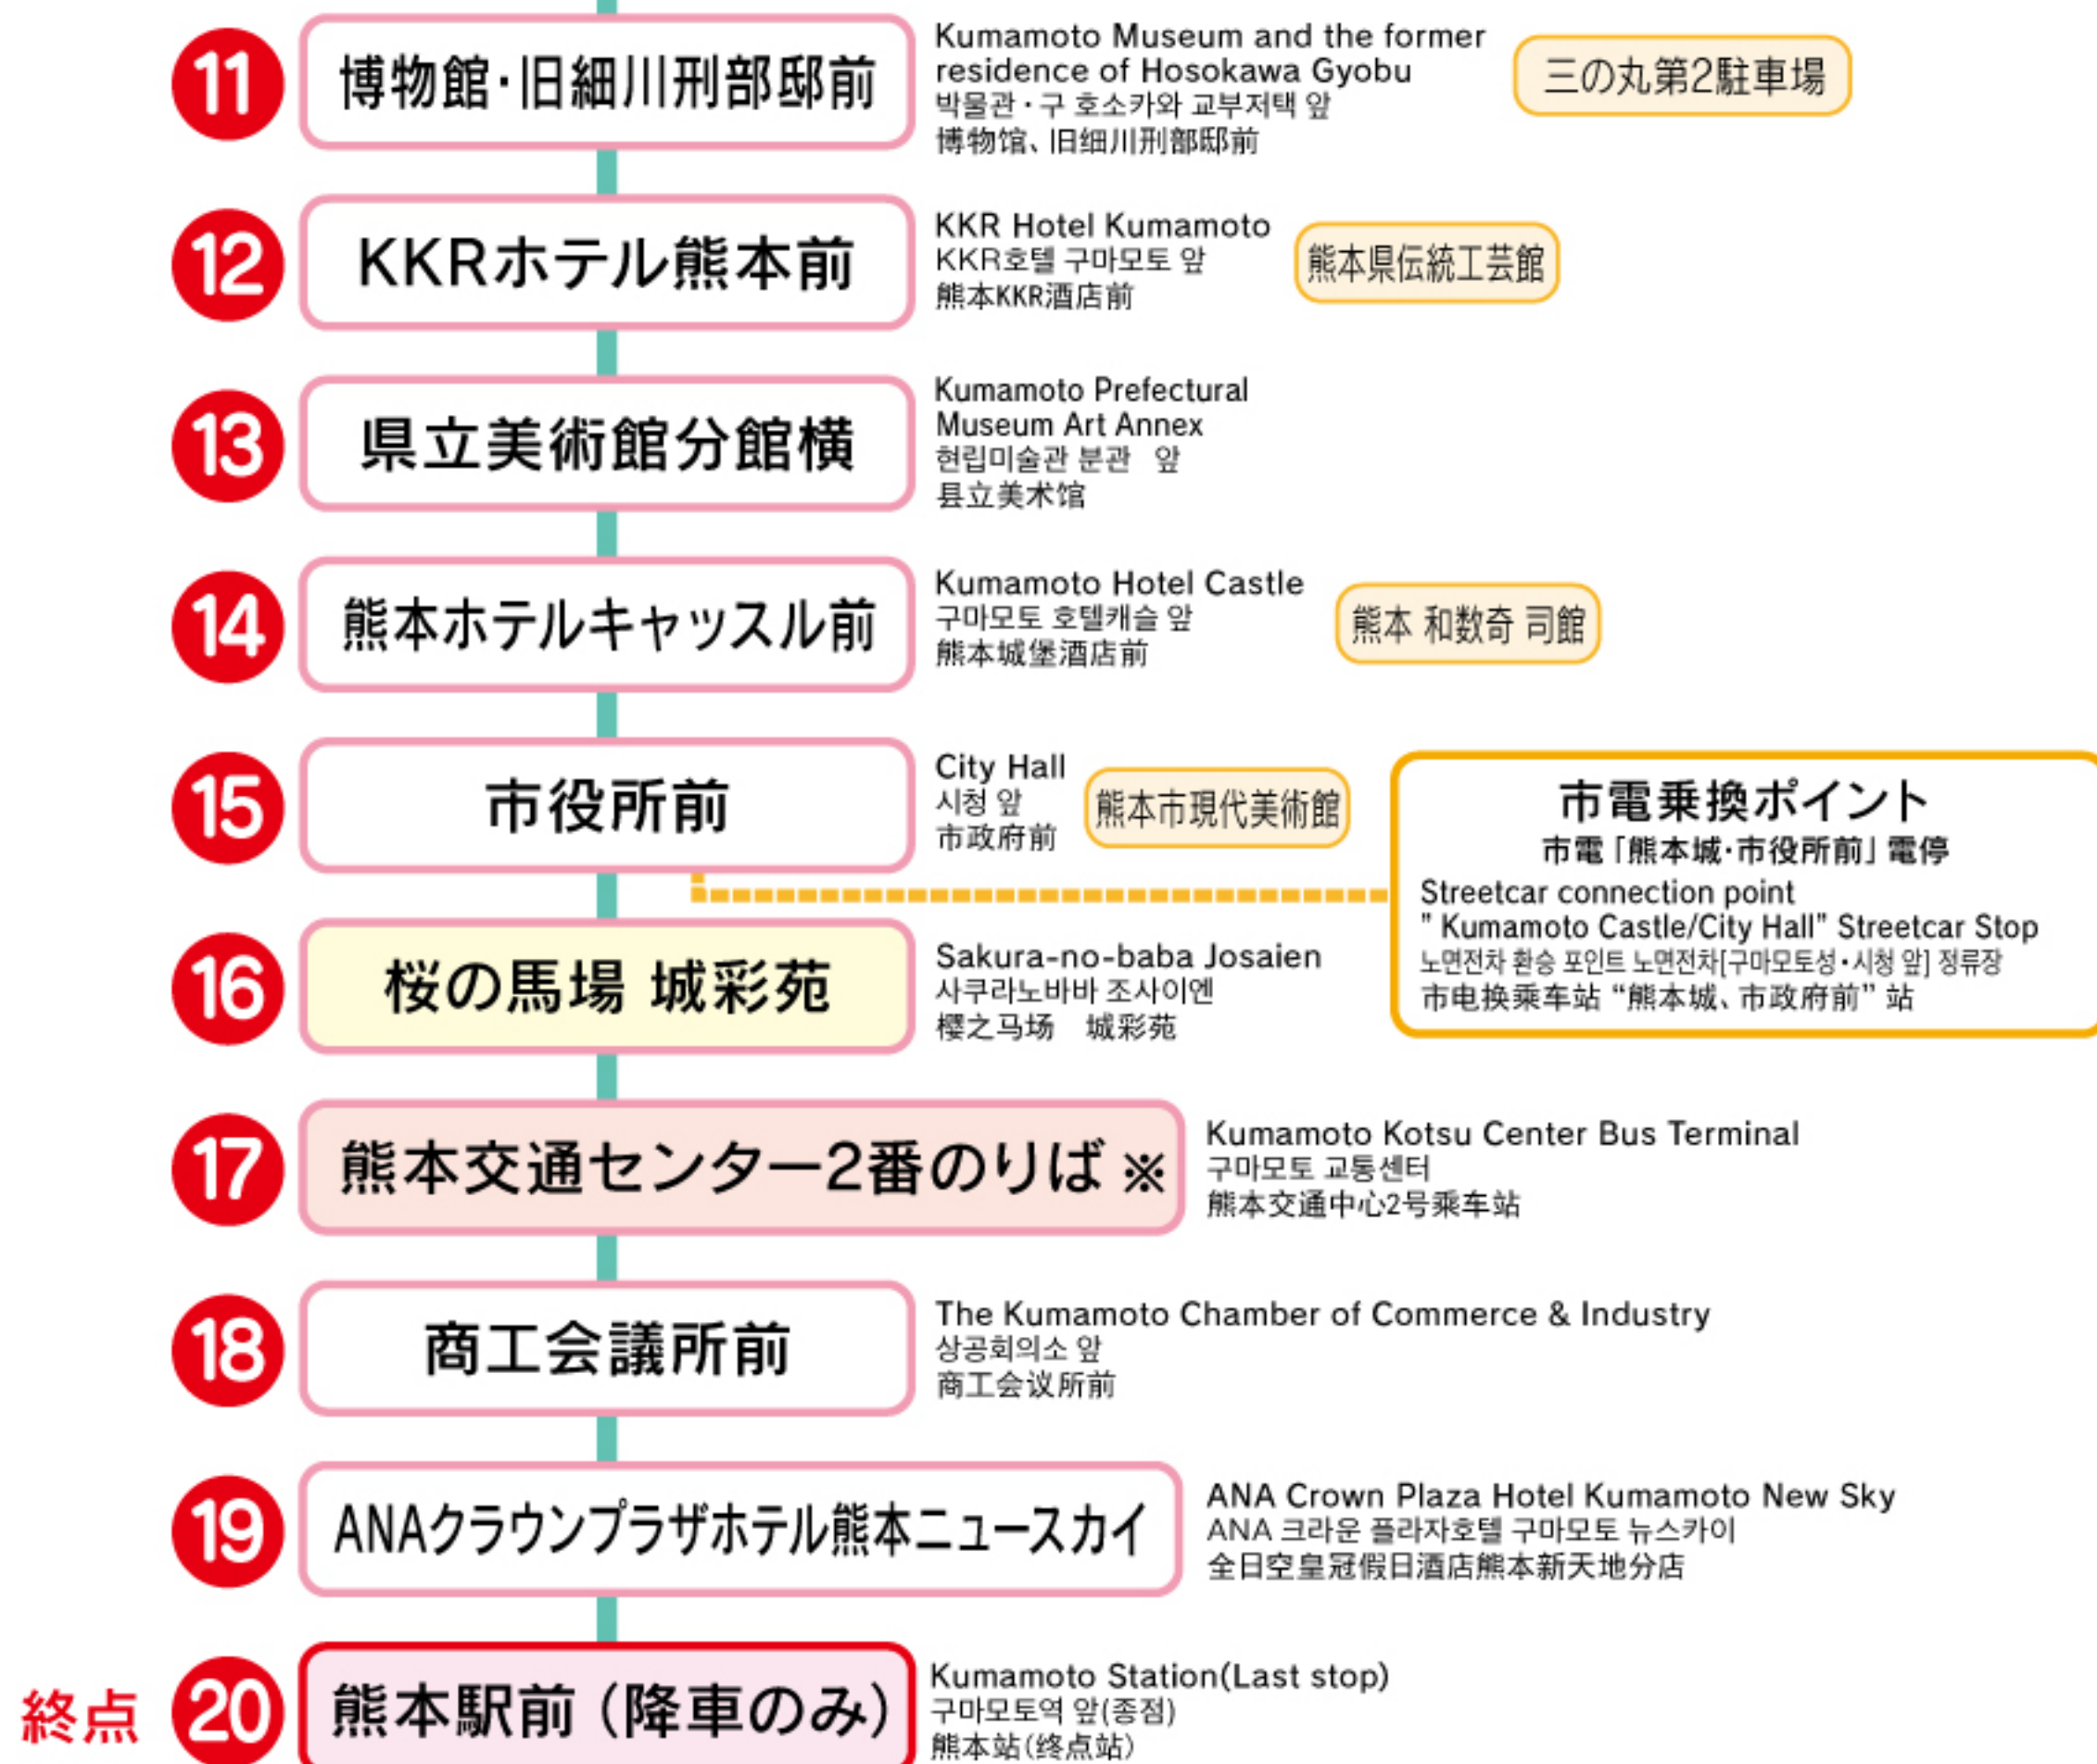 11
博物館・旧細川刑部邸前
Kumamoto Museum and the former
residence of Hosokawa Gyobu
박물관・구 호소카와 교부저택 앞
博物馆、旧细川刑部邸前
三の丸第2駐車場
12
KKRホテル熊本前
KKR Hotel Kumamoto
KKR호텔 구마모토 앞
熊本KKR酒店前
熊本県伝統工芸館
13
県立美術館分館横
Kumamoto Prefectural
Museum Art Annex
현립미술관 분관 앞
县立美术馆
14
熊本ホテルキャッスル前
Kumamoto Hotel Castle
구마모토 호텔캐슬 앞
熊本城堡酒店前
熊本 和数奇 司館
15
市役所前
City Hall
시청 앞
市政府前
熊本市現代美術館
市電乗換ポイント
市電「熊本城・市役所前」電停
Streetcar connection point
" Kumamoto Castle/City Hall" Streetcar Stop
노면전차 환승 포인트 노면전차[구마모토성・시청 앞] 정류장
市电换乘车站 “熊本城、市政府前” 站
16
桜の馬場 城彩苑
Sakura-no-baba Josaien
사쿠라노바바 조사이엔
樱之马场 城彩苑
17
熊本交通センター2番のりば ※
Kumamoto Kotsu Center Bus Terminal
구마모토 교통센터
熊本交通中心2号乘车站
18
商工会議所前
The Kumamoto Chamber of Commerce & Industry
상공회의소 앞
商工会议所前
19
ANAクラウンプラザホテル熊本ニュースカイ
ANA Crown Plaza Hotel Kumamoto New Sky
ANA 크라운 플라자호텔 구마모토 뉴스카이
全日空皇冠假日酒店熊本新天地分店
終点
20
熊本駅前（降車のみ）
Kumamoto Station(Last stop)
구마모토역 앞(종점)
熊本站（终点站）